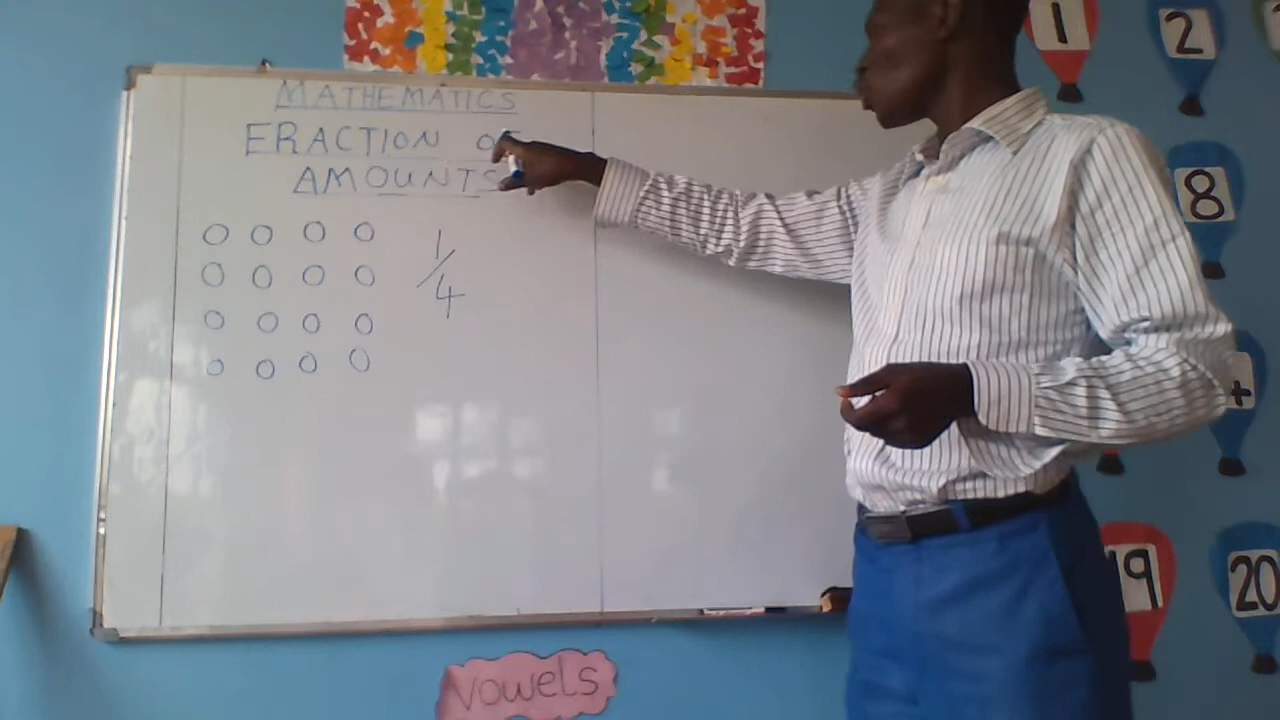 MATHEMATICS
FRACTION OF
AMOUNTS
1/4
1
2
8
19
20
Vowels